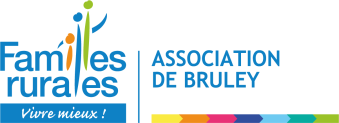 Familles
rurales
Vivre mieux !
ASSOCIATION
DE BRULEY